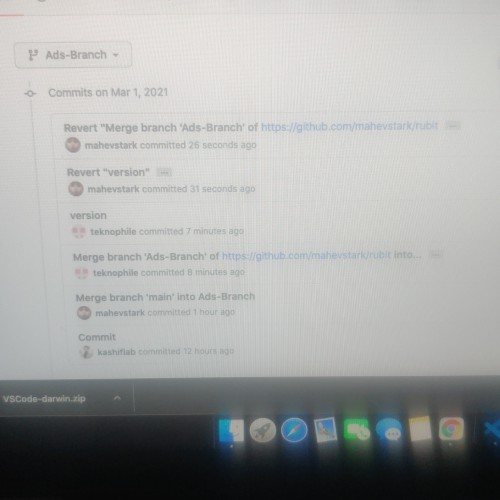 Ads-Branch
Commits on Mar 1, 2021
Revert "Merge branch 'Ads-Branch' of https://github.com/mahevstark/rubit
mahevstark committed 26 seconds ago
Revert "version"
mahevstark committed 31 seconds ago
version
teknophile committed 7 minutes ago
Merge branch 'Ads-Branch' of https://github.com/mahevstark/rubit into...
teknophile committed 8 minutes ago
Merge branch 'main' into Ads-Branch
mahevstark committed 1 hour ago
Commit
kashiflab committed 12 hours ago
VSCode-darwin.zip